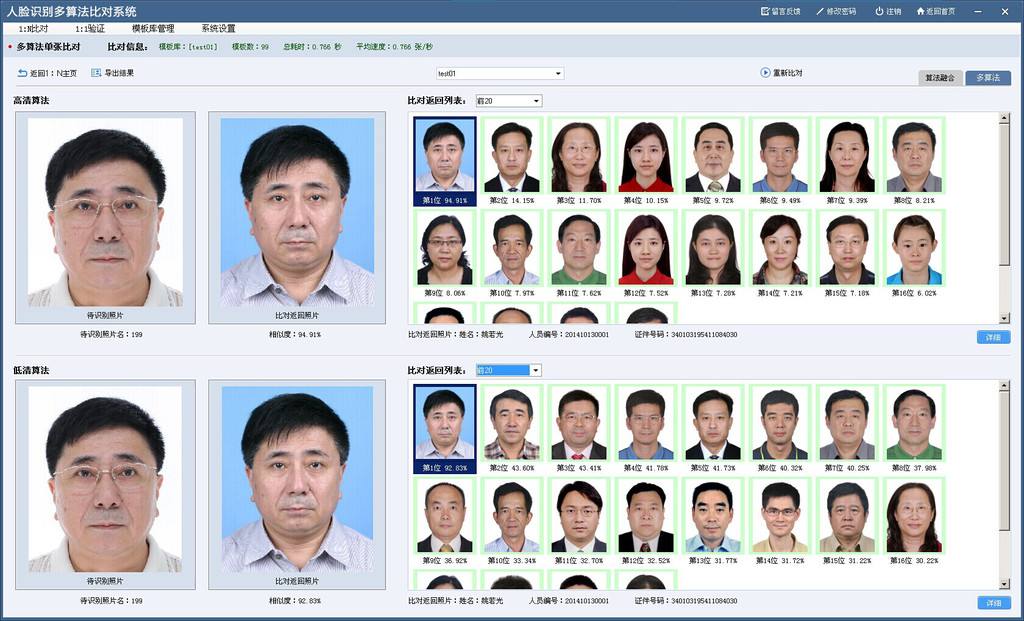 人脸识别多算法比对系统
留言反馈 修改密码 注销 返回首页
1:N比对 1:1验证 模板库管理 系统设置
多算法单张比对 比对信息： 模板库：[test01] 模板数：99 总耗时：0.766 秒 平均速度：0.766 张/秒
返回1：N主页 导出结果 test01 重新比对 算法融合 多算法
高清算法
比对返回列表： 前20
第1位 94.91% 第2位 14.15% 第3位 11.70% 第4位 10.15% 第5位 9.72% 第6位 9.49% 第7位 9.39% 第8位 8.21%
第9位 8.06% 第10位 7.97% 第11位 7.62% 第12位 7.52% 第13位 7.28% 第14位 7.21% 第15位 7.18% 第16位 6.02%
待识别照片 比对返回照片
待识别照片名：199 相似度：94.91%
比对返回照片：姓名：姚若光 人员编号：201410130001 证件号码：340103195411084030
详细
低清算法
比对返回列表： 前20
第1位 92.83% 第2位 43.60% 第3位 43.41% 第4位 41.78% 第5位 41.73% 第6位 40.32% 第7位 40.25% 第8位 37.98%
第9位 36.92% 第10位 33.34% 第11位 32.70% 第12位 32.52% 第13位 31.77% 第14位 31.72% 第15位 31.22% 第16位 30.22%
待识别照片 比对返回照片
待识别照片名：199 相似度：92.83%
比对返回照片：姓名：姚若光 人员编号：201410130001 证件号码：340103195411084030
详细